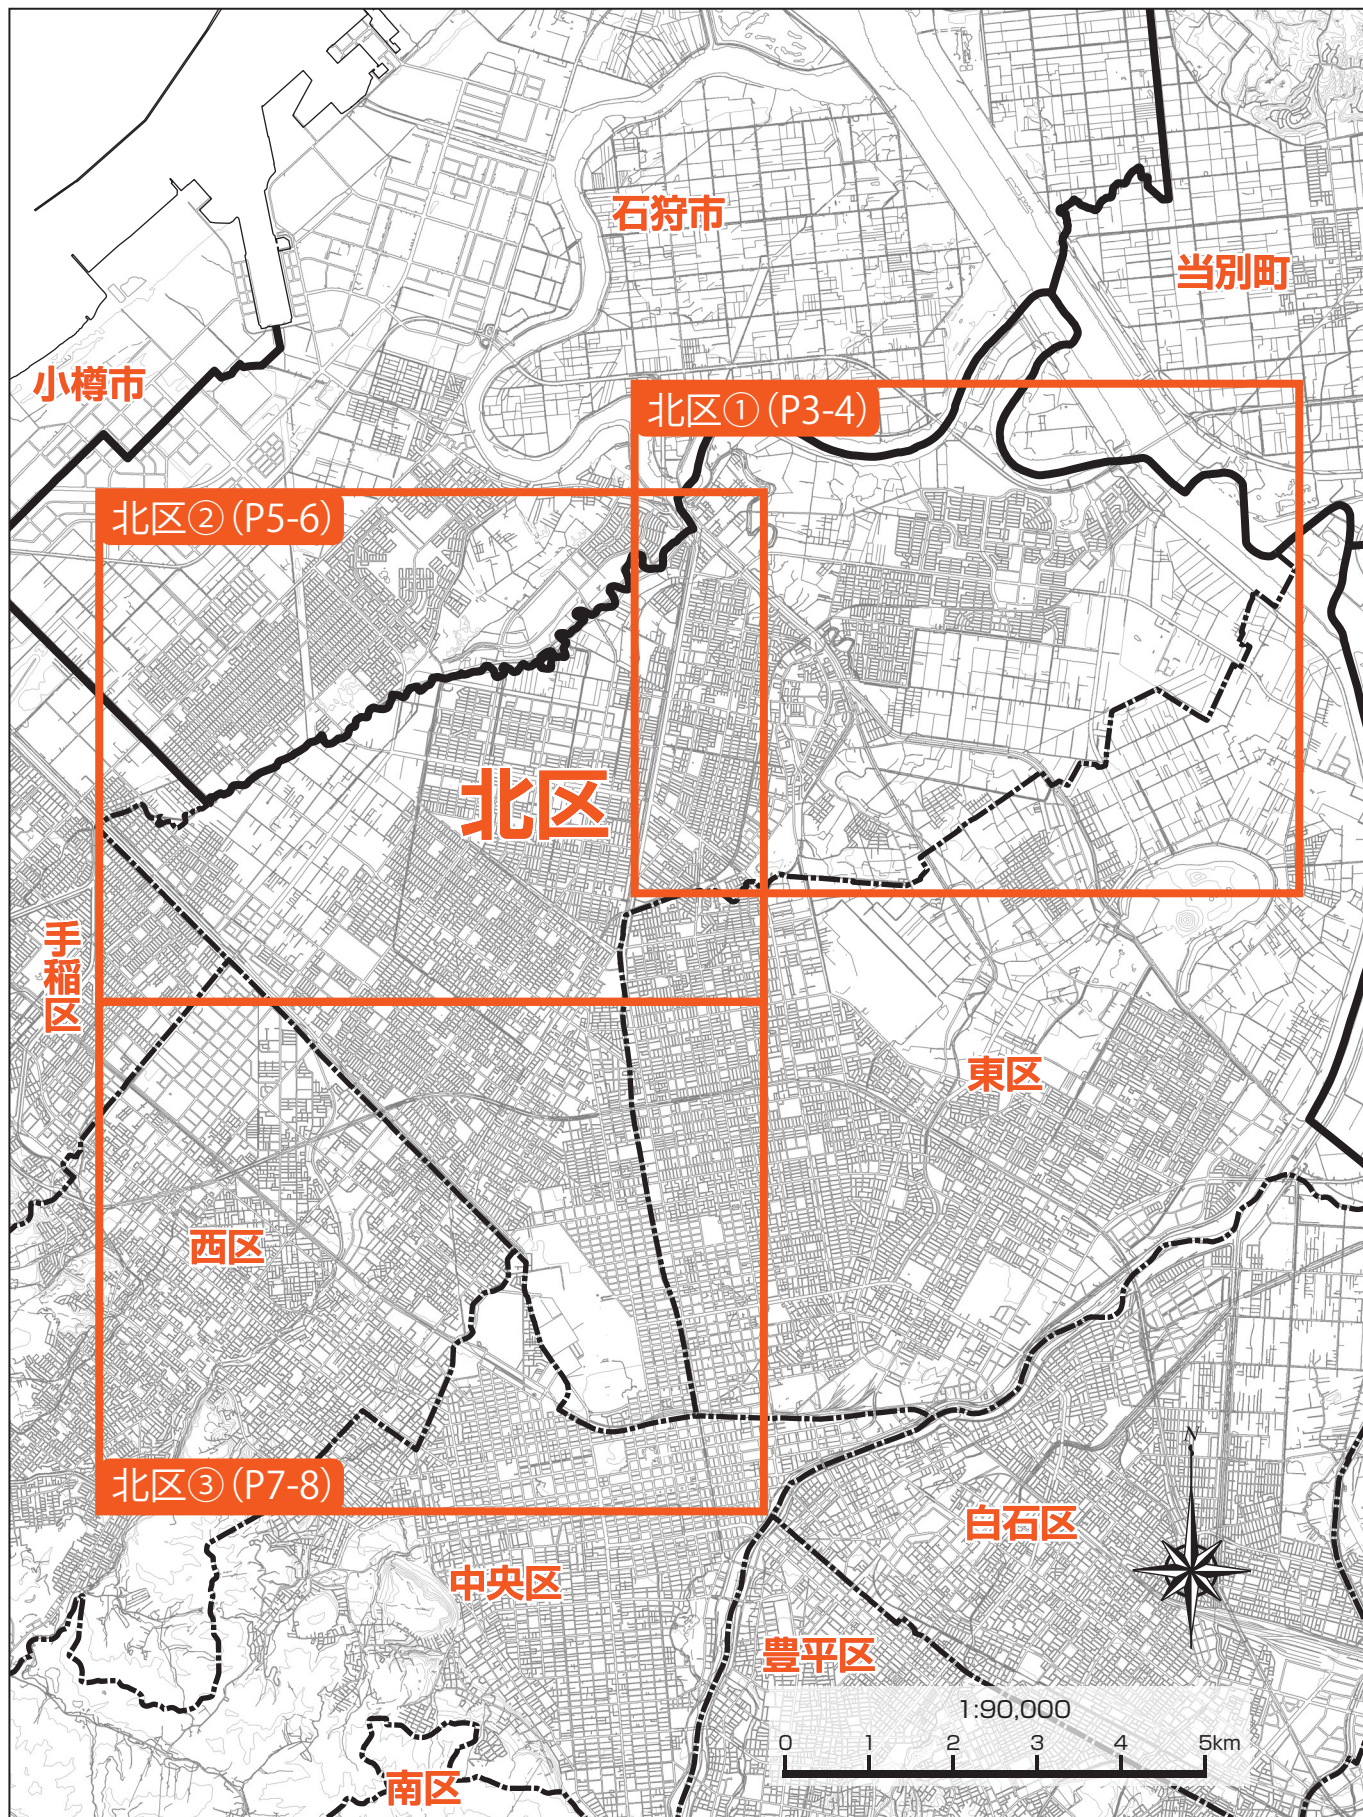 石狩市
当別町
小樽市
北区①(P3-4)
北区②(P5-6)
北区
手稲区
東区
西区
北区③(P7-8)
白石区
N
中央区
豊平区
1:90,000
0 1 2 3 4 5km
南区